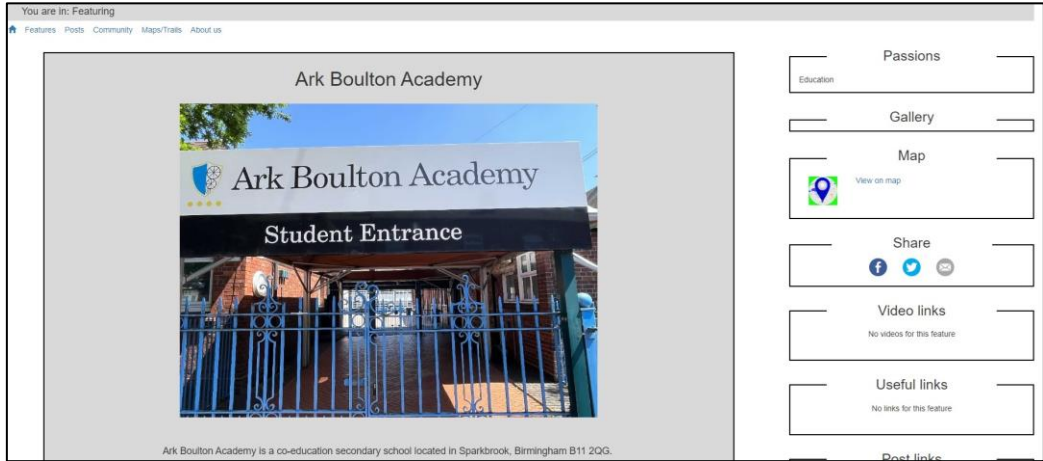 You are in: Featuring
Features Posts Community Maps/Trails About us
Ark Boulton Academy
Ark Boulton Academy
Student Entrance
Ark Boulton Academy is a co-education secondary school located in Sparkbrook, Birmingham B11 2QG.
Passions
Education
Gallery
Map
View on map
Share
Video links
No videos for this feature
Useful links
No links for this feature
Post links